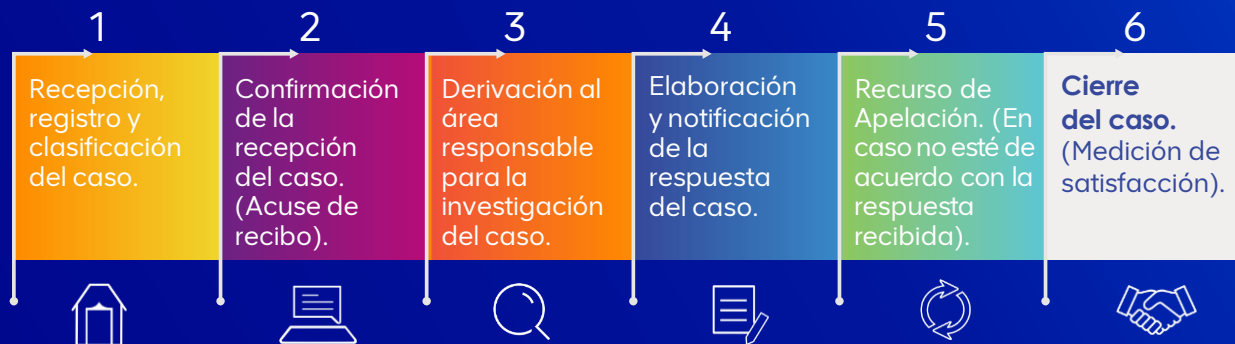 1
Recepción,
registro y
clasificación
del caso.
2
Confirmación
de la
recepción
del caso.
(Acuse de
recibo).
3
Derivación al
área
responsable
para la
investigación
del caso.
4
Elaboración
y notificación
de la
respuesta
del caso.
5
Recurso de
Apelación. (En
caso no esté de
acuerdo con la
respuesta
recibida).
6
Cierre
del caso.
(Medición de
satisfacción).